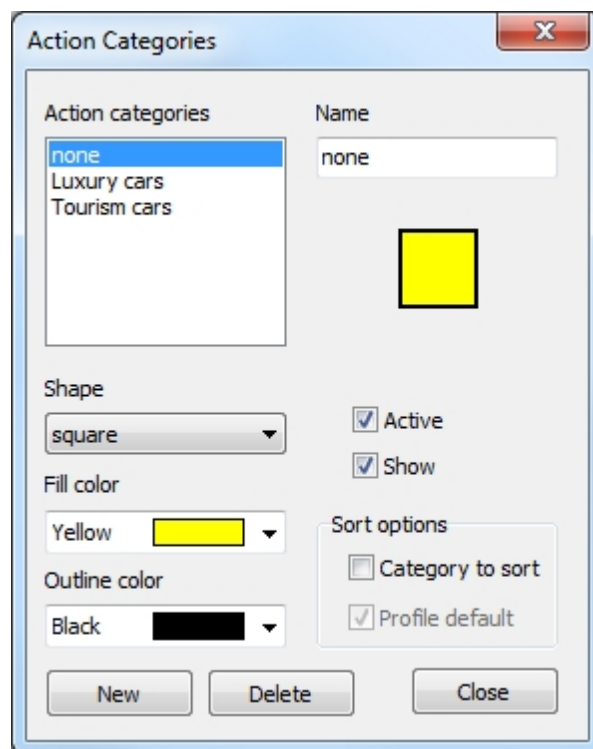 Action Categories
Action categories
none
Luxury cars
Tourism cars
Name
none
Shape
square
Active
Show
Fill color
Yellow
Sort options
Category to sort
Profile default
Outline color
Black
New
Delete
Close